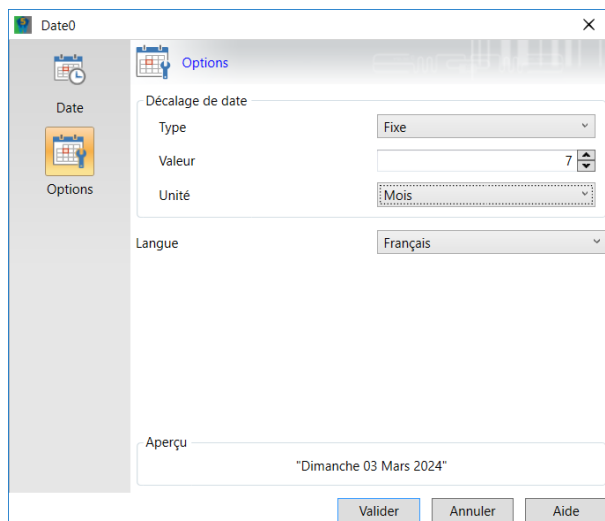 Date0
Options
Date
Options
Décalage de date
Type Fixe
Valeur 7
Unité Mois
Langue Français
Aperçu
"Dimanche 03 Mars 2024"
Valider Annuler Aide